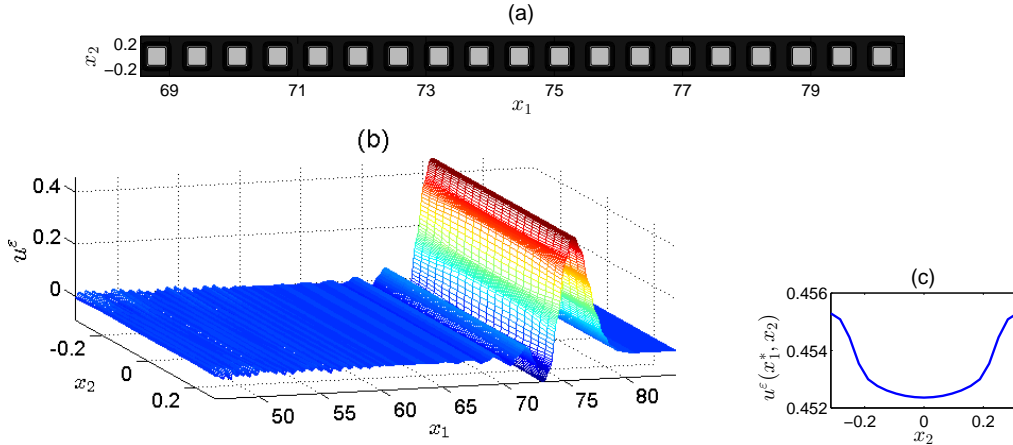 (a)
0.2
−0.2
x₂
69 71 73 75 77 79
x₁
(b)
0.4
0.2
0
uᵋ
-0.2
0
0.2
x₂
50 55 60 65 70 75 80
x₁
(c)
0.456
0.454
0.452
uᵋ(x₁*, x₂)
−0.2 0 0.2
x₂